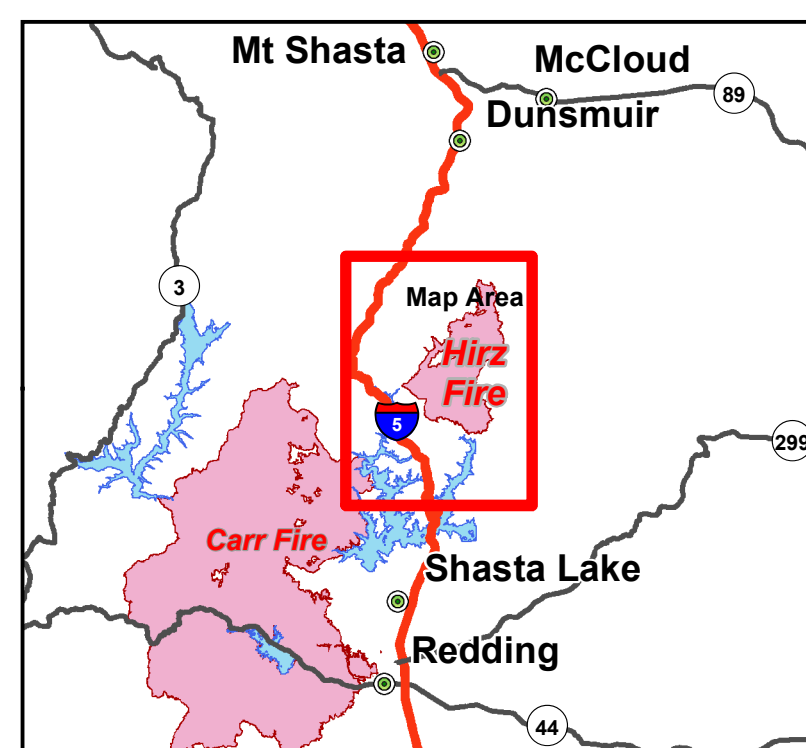 Mt Shasta
McCloud
89
Dunsmuir
3
Map Area
Hirz
Fire
5
299
Carr Fire
Shasta Lake
Redding
44